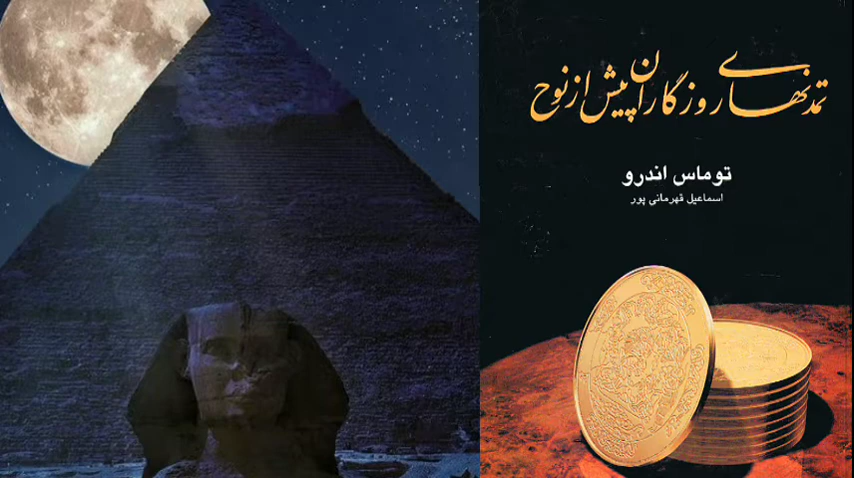 تمدنهای روزگاران پیش از نوح
توماس اندرو
اسماعیل قهرمانی پور